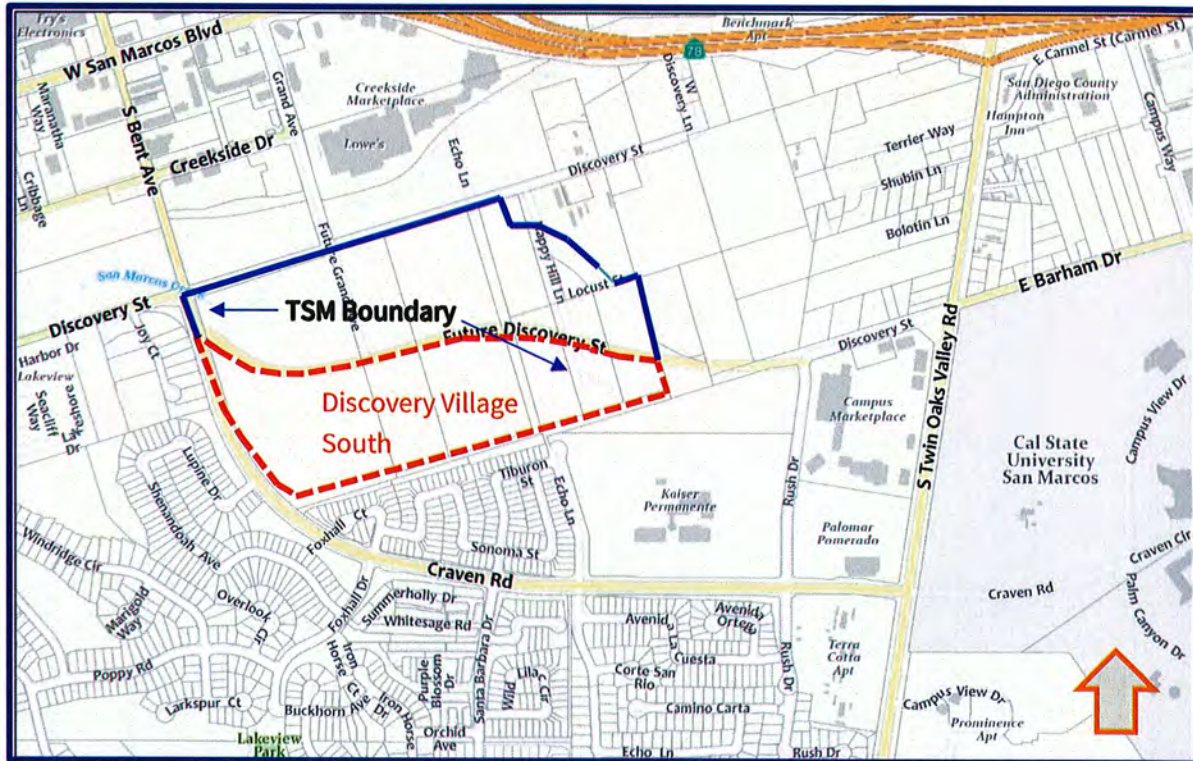 Fry's
Electronics
W San Marcos Blvd
Benchmark
Apt
78
E Carmel St (Carmel St)
San Diego County
Administration
Hampton
Inn
Campus Way
Maranatha
Way
S Bent Ave
Grand Ave
Creekside
Marketplace
W
Discovery Ln
Creekside Dr
Lowe's
Echo Ln
Discovery St
Terrier Way
Shubin Ln
Bolotin Ln
Cribbage
Ln
E Barham Dr
San Marcos
Discovery St
Future Grand
TSM Boundary
Happy Hill Ln
Locust
Future Discovery St
Discovery St
Joy Ct
Harbor Dr
Lakeview
Seacliff
Way
Discovery Village
South
Campus
Marketplace
S Twin Oaks Valley Rd
Campus View Dr
Cal State
University
San Marcos
Lupine Dr
Shenandoah Ave
Tiburon
St
Echo Ln
Kaiser
Permanente
Rush Dr
Palomar
Pomerado
Foxhall Ct
Sonoma St
Craven Rd
Windridge Cir
Marigold
Way
Overlook
Cir
Foxhall Dr
Summerholly Dr
Whitesage Rd
Santa Barbara Dr
Avenida
La
Cuesta
Avenida
Ortega
Craven Rd
Craven Cir
Palm Canyon Dr
Poppy Rd
Iron
Horse
Ct
Purple
Blossom
Dr
Wild
Lilac Cir
Corte San
Rio
Rush Dr
Terra
Cotta
Apt
Larkspur Ct
Buckhorn Ave
Iron Horse
Dr
Orchid Ave
Camino Carta
Campus View Dr
Prominence
Apt
Lakeview
Park
Echo Ln
Rush Dr